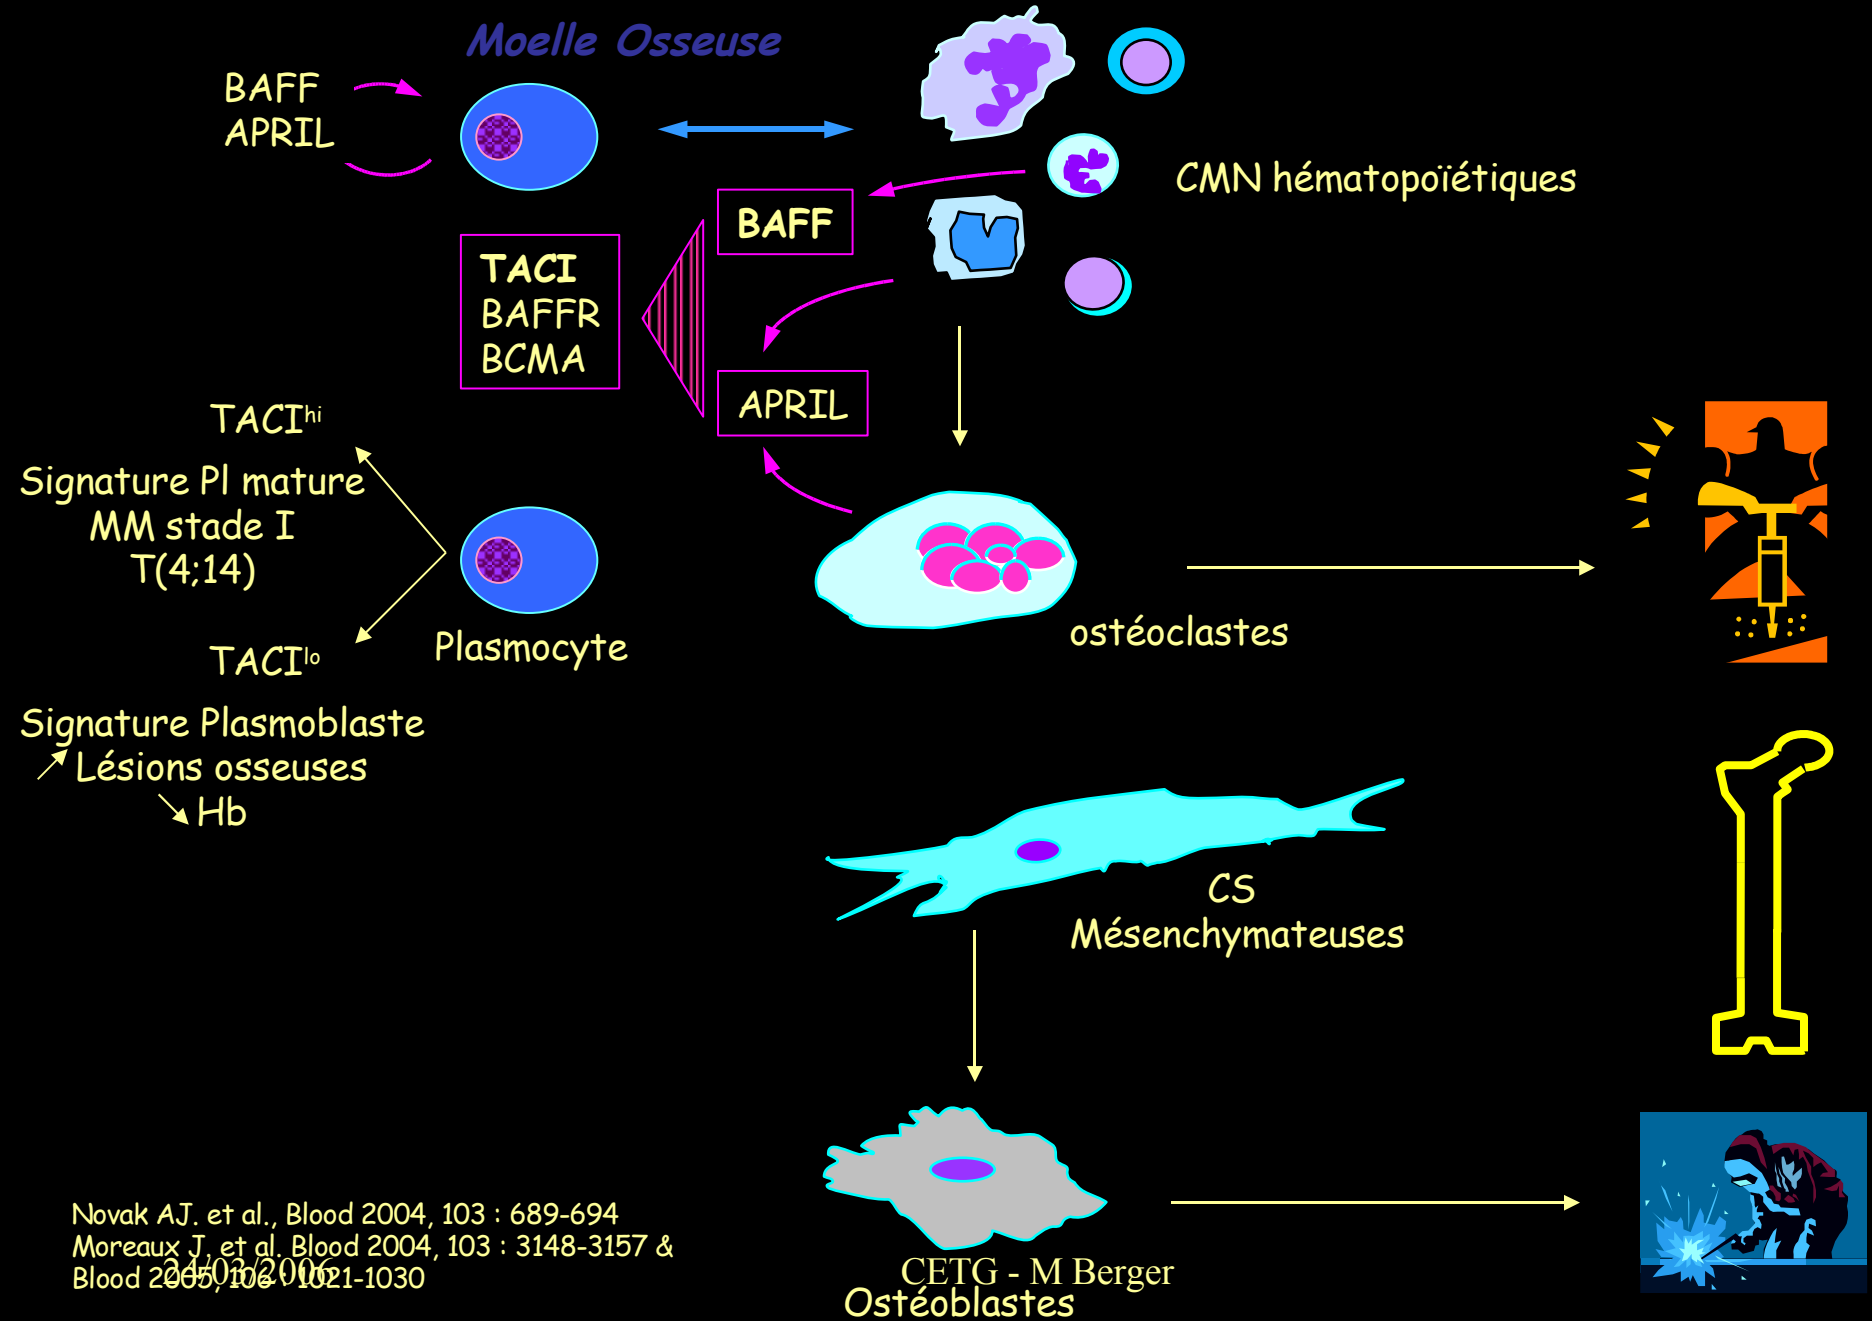 Moelle Osseuse
BAFF
APRIL
CMN hématopoïétiques
BAFF
TACI
BAFFR
BCMA
APRIL
TACIhi
Signature Pl mature
MM stade I
T(4;14)
Plasmocyte
ostéoclastes
TACIlo
Signature Plasmoblaste
Lésions osseuses
Hb
CS
Mésenchymateuses
Novak AJ. et al., Blood 2004, 103 : 689-694
Moreaux J. et al. Blood 2004, 103 : 3148-3157 &
Blood 2005, 106 : 1021-1030
24/03/2006
CETG - M Berger
Ostéoblastes